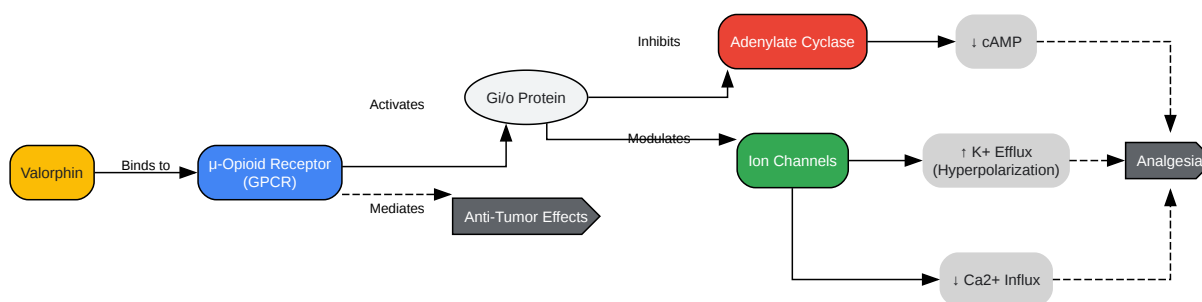 Valorphin
Binds to
μ-Opioid Receptor
(GPCR)
Activates
Mediates
Anti-Tumor Effects
Gi/o Protein
Inhibits
Modulates
Adenylate Cyclase
↓ cAMP
Ion Channels
↑ K+ Efflux
(Hyperpolarization)
↓ Ca2+ Influx
Analgesia